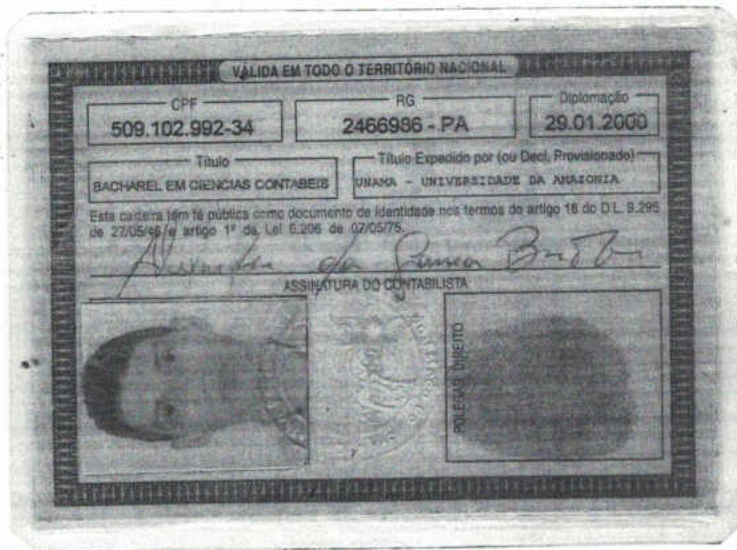 VÁLIDA EM TODO O TERRITÓRIO NACIONAL
CPF
509.102.992-34
RG
2466986 - PA
Diplomação
29.01.2000
Título
BACHAREL EM CIENCIAS CONTABEIS
Título Expedido por (ou Decl. Provisionado)
UNAMA - UNIVERSIDADE DA AMAZONIA
Esta carteira tem fé pública como documento de identidade nos termos do artigo 18 do D.L. 9.295
de 27/05/46 e artigo 1º da Lei 6.206 de 07/05/75.
da
ASSINATURA DO CONTABILISTA
POLEGAR DIREITO